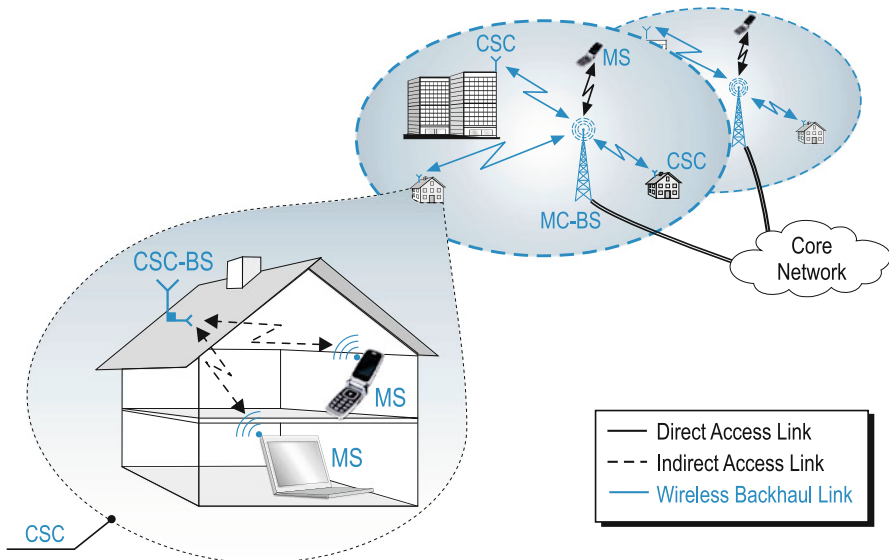 CSC
MS
CSC
MC-BS
Core
Network
CSC-BS
MS
MS
CSC
Direct Access Link
Indirect Access Link
Wireless Backhaul Link